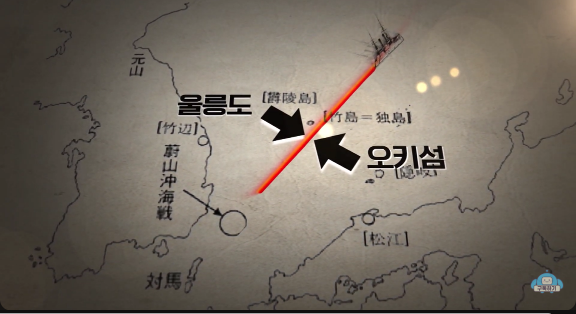 元山
울릉도
[鬱陵島]
[竹島=独島]
[竹辺]
오키섬
[隠岐]
蔚山沖海戦
[松江]
対馬